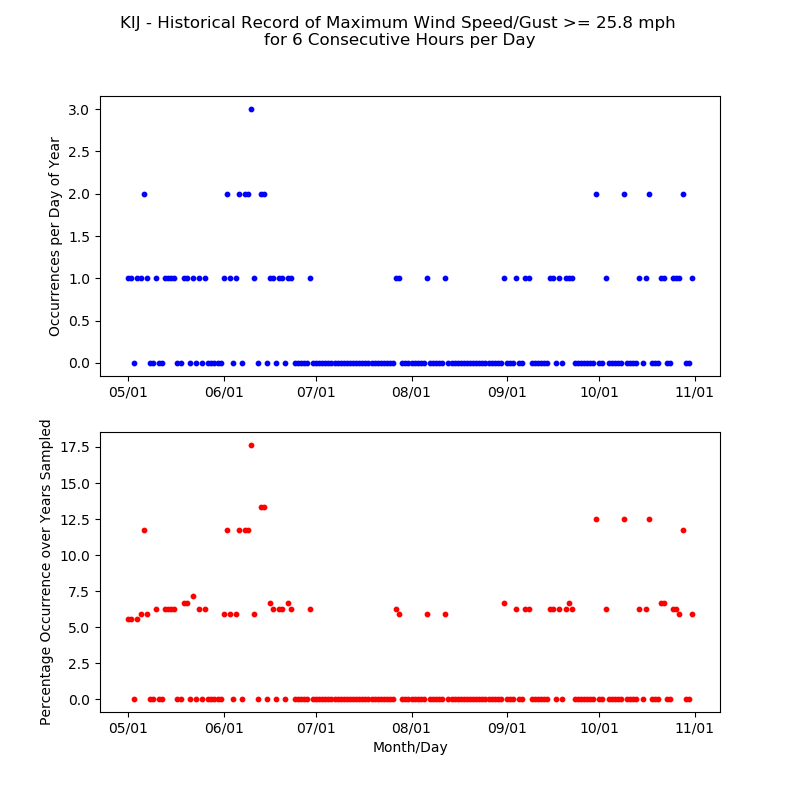 KIJ - Historical Record of Maximum Wind Speed/Gust >= 25.8 mph
for 6 Consecutive Hours per Day
Occurrences per Day of Year
3.0
2.5
2.0
1.5
1.0
0.5
0.0
05/01 06/01 07/01 08/01 09/01 10/01 11/01
Percentage Occurrence over Years Sampled
17.5
15.0
12.5
10.0
7.5
5.0
2.5
0.0
05/01 06/01 07/01 08/01 09/01 10/01 11/01
Month/Day